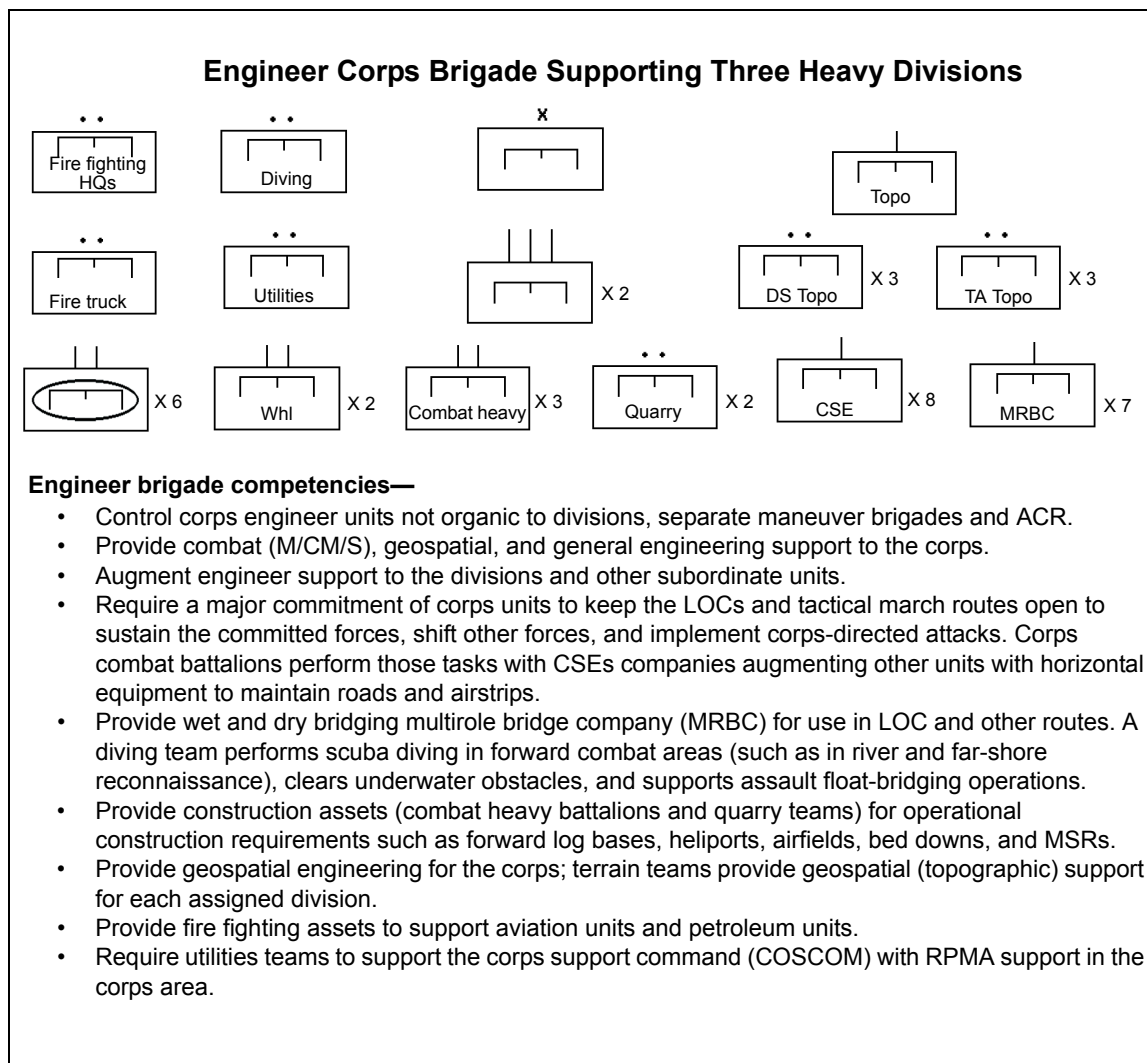 Engineer Corps Brigade Supporting Three Heavy Divisions
X
Fire fighting
HQs
Diving
Topo
Fire truck
Utilities
X 2
DS Topo
X 3
TA Topo
X 3
X 6
Whl
X 2
Combat heavy
X 3
Quarry
X 2
CSE
X 8
MRBC
X 7
Engineer brigade competencies—
• Control corps engineer units not organic to divisions, separate maneuver brigades and ACR.
• Provide combat (M/CM/S), geospatial, and general engineering support to the corps.
• Augment engineer support to the divisions and other subordinate units.
• Require a major commitment of corps units to keep the LOCs and tactical march routes open to
sustain the committed forces, shift other forces, and implement corps-directed attacks. Corps
combat battalions perform those tasks with CSEs companies augmenting other units with horizontal
equipment to maintain roads and airstrips.
• Provide wet and dry bridging multirole bridge company (MRBC) for use in LOC and other routes. A
diving team performs scuba diving in forward combat areas (such as in river and far-shore
reconnaissance), clears underwater obstacles, and supports assault float-bridging operations.
• Provide construction assets (combat heavy battalions and quarry teams) for operational
construction requirements such as forward log bases, heliports, airfields, bed downs, and MSRs.
• Provide geospatial engineering for the corps; terrain teams provide geospatial (topographic) support
for each assigned division.
• Provide fire fighting assets to support aviation units and petroleum units.
• Require utilities teams to support the corps support command (COSCOM) with RPMA support in the
corps area.